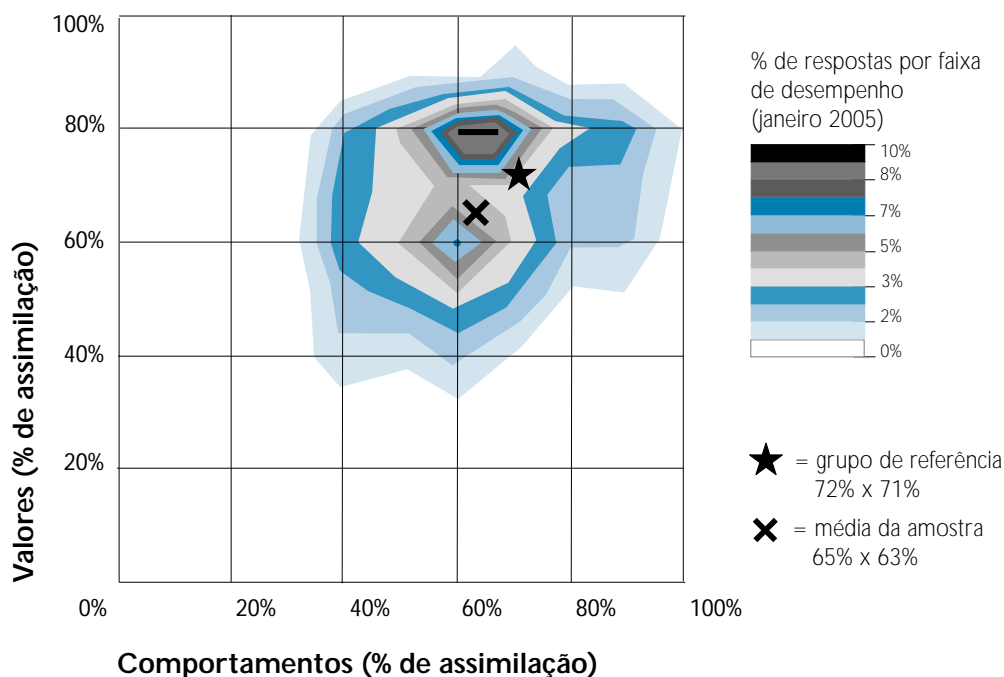 100%
80%
60%
40%
20%
0%
20%
40%
60%
80%
100%
Valores (% de assimilação)
Comportamentos (% de assimilação)
% de respostas por faixa
de desempenho
(janeiro 2005)
10%
8%
7%
5%
3%
2%
0%
= grupo de referência
72% x 71%
= média da amostra
65% x 63%